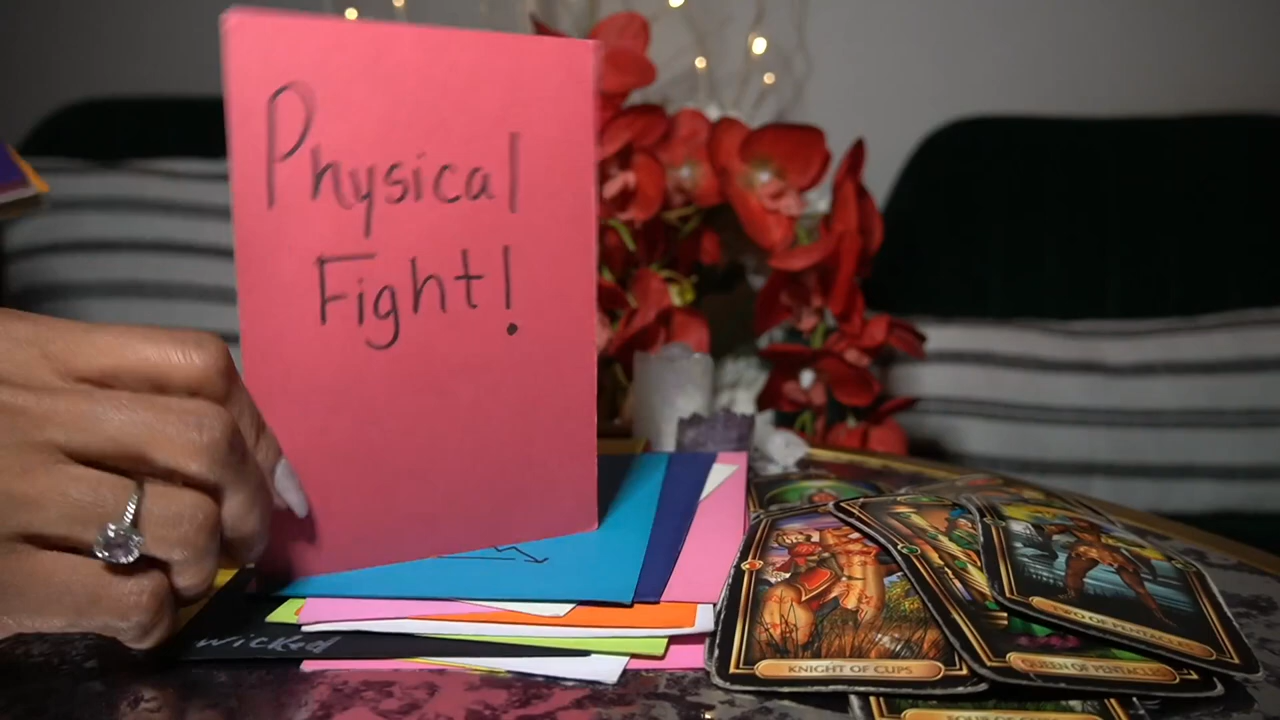 Physical
Fight!
wicked
KNIGHT OF CUPS
QUEEN OF PENTACLES
TWO OF PENTACLES